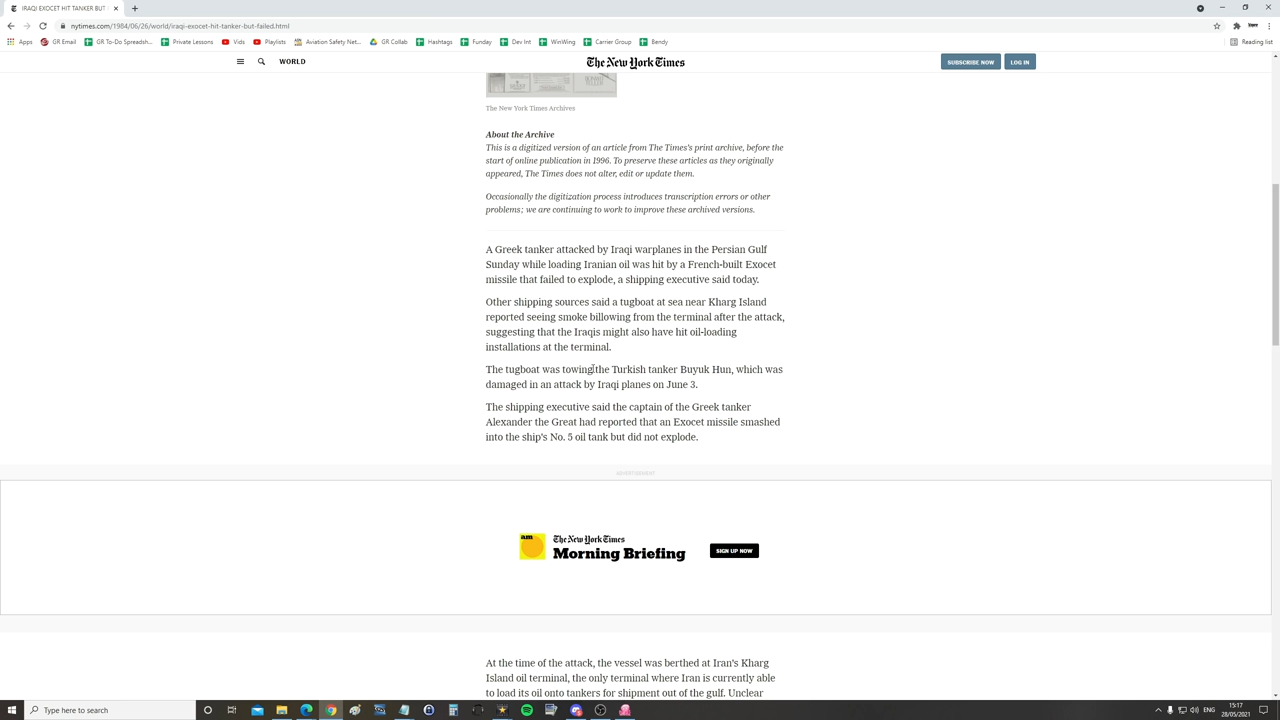 IRAQI EXOCET HIT TANKER BUT
nytimes.com/1984/06/26/world/iraqi-exocet-hit-tanker-but-failed.html
Apps GR Email GR To-Do Spreadsh... Private Lessons Vids Playlists Aviation Safety Net... GR Collab Hashtags Funday Dev Int WinWing Carrier Group Bendy Reading list
WORLD The New York Times SUBSCRIBE NOW LOG IN
The New York Times Archives
About the Archive
This is a digitized version of an article from The Times's print archive, before the
start of online publication in 1996. To preserve these articles as they originally
appeared, The Times does not alter, edit or update them.
Occasionally the digitization process introduces transcription errors or other
problems; we are continuing to work to improve these archived versions.
A Greek tanker attacked by Iraqi warplanes in the Persian Gulf
Sunday while loading Iranian oil was hit by a French-built Exocet
missile that failed to explode, a shipping executive said today.
Other shipping sources said a tugboat at sea near Kharg Island
reported seeing smoke billowing from the terminal after the attack,
suggesting that the Iraqis might also have hit oil-loading
installations at the terminal.
The tugboat was towing the Turkish tanker Buyuk Hun, which was
damaged in an attack by Iraqi planes on June 3.
The shipping executive said the captain of the Greek tanker
Alexander the Great had reported that an Exocet missile smashed
into the ship's No. 5 oil tank but did not explode.
ADVERTISEMENT
am The New York Times
Morning Briefing SIGN UP NOW
At the time of the attack, the vessel was berthed at Iran's Kharg
Island oil terminal, the only terminal where Iran is currently able
to load its oil onto tankers for shipment out of the gulf. Unclear
Type here to search ENG 15:17
28/05/2021